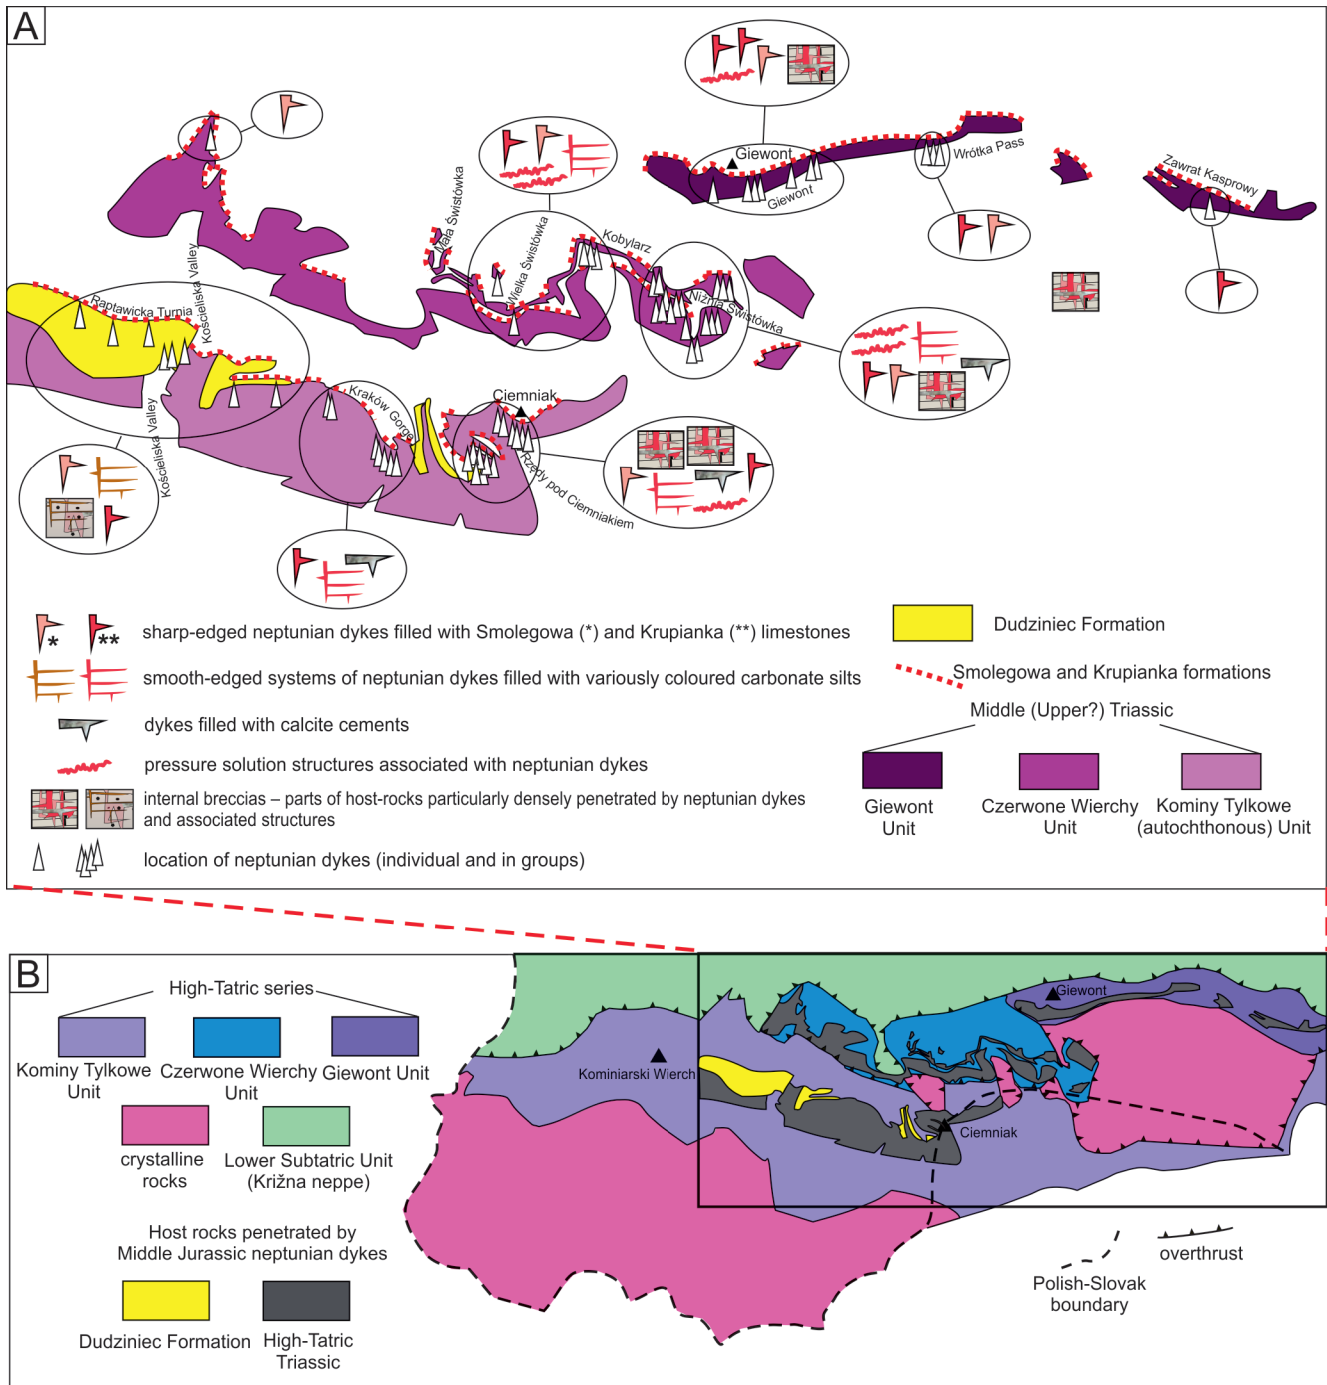 A
Giewont
Giewont
Wrótka Pass
Zawrat Kasprowy
Mała Świstówka
Wielka Świstówka
Kobylarz
Niżnia Świstówka
Kościeliska Valley
Raptawicka Turnia
Kościeliska Valley
Kraków Gorge
Ciemniak
Rzędy pod Ciemniakiem
* **
sharp-edged neptunian dykes filled with Smolegowa (*) and Krupianka (**) limestones
smooth-edged systems of neptunian dykes filled with variously coloured carbonate silts
dykes filled with calcite cements
pressure solution structures associated with neptunian dykes
internal breccias – parts of host-rocks particularly densely penetrated by neptunian dykes
and associated structures
location of neptunian dykes (individual and in groups)
Dudziniec Formation
Smolegowa and Krupianka formations
Middle (Upper?) Triassic
Giewont
Unit
Czerwone Wierchy
Unit
Kominy Tylkowe
(autochthonous) Unit
B
High-Tatric series
Kominy Tylkowe
Unit
Czerwone Wierchy
Unit
Giewont Unit
crystalline
rocks
Lower Subtatric Unit
(Križna neppe)
Host rocks penetrated by
Middle Jurassic neptunian dykes
Dudziniec Formation
High-Tatric
Triassic
Kominiarski Wierch
Giewont
Ciemniak
Polish-Slovak
boundary
overthrust